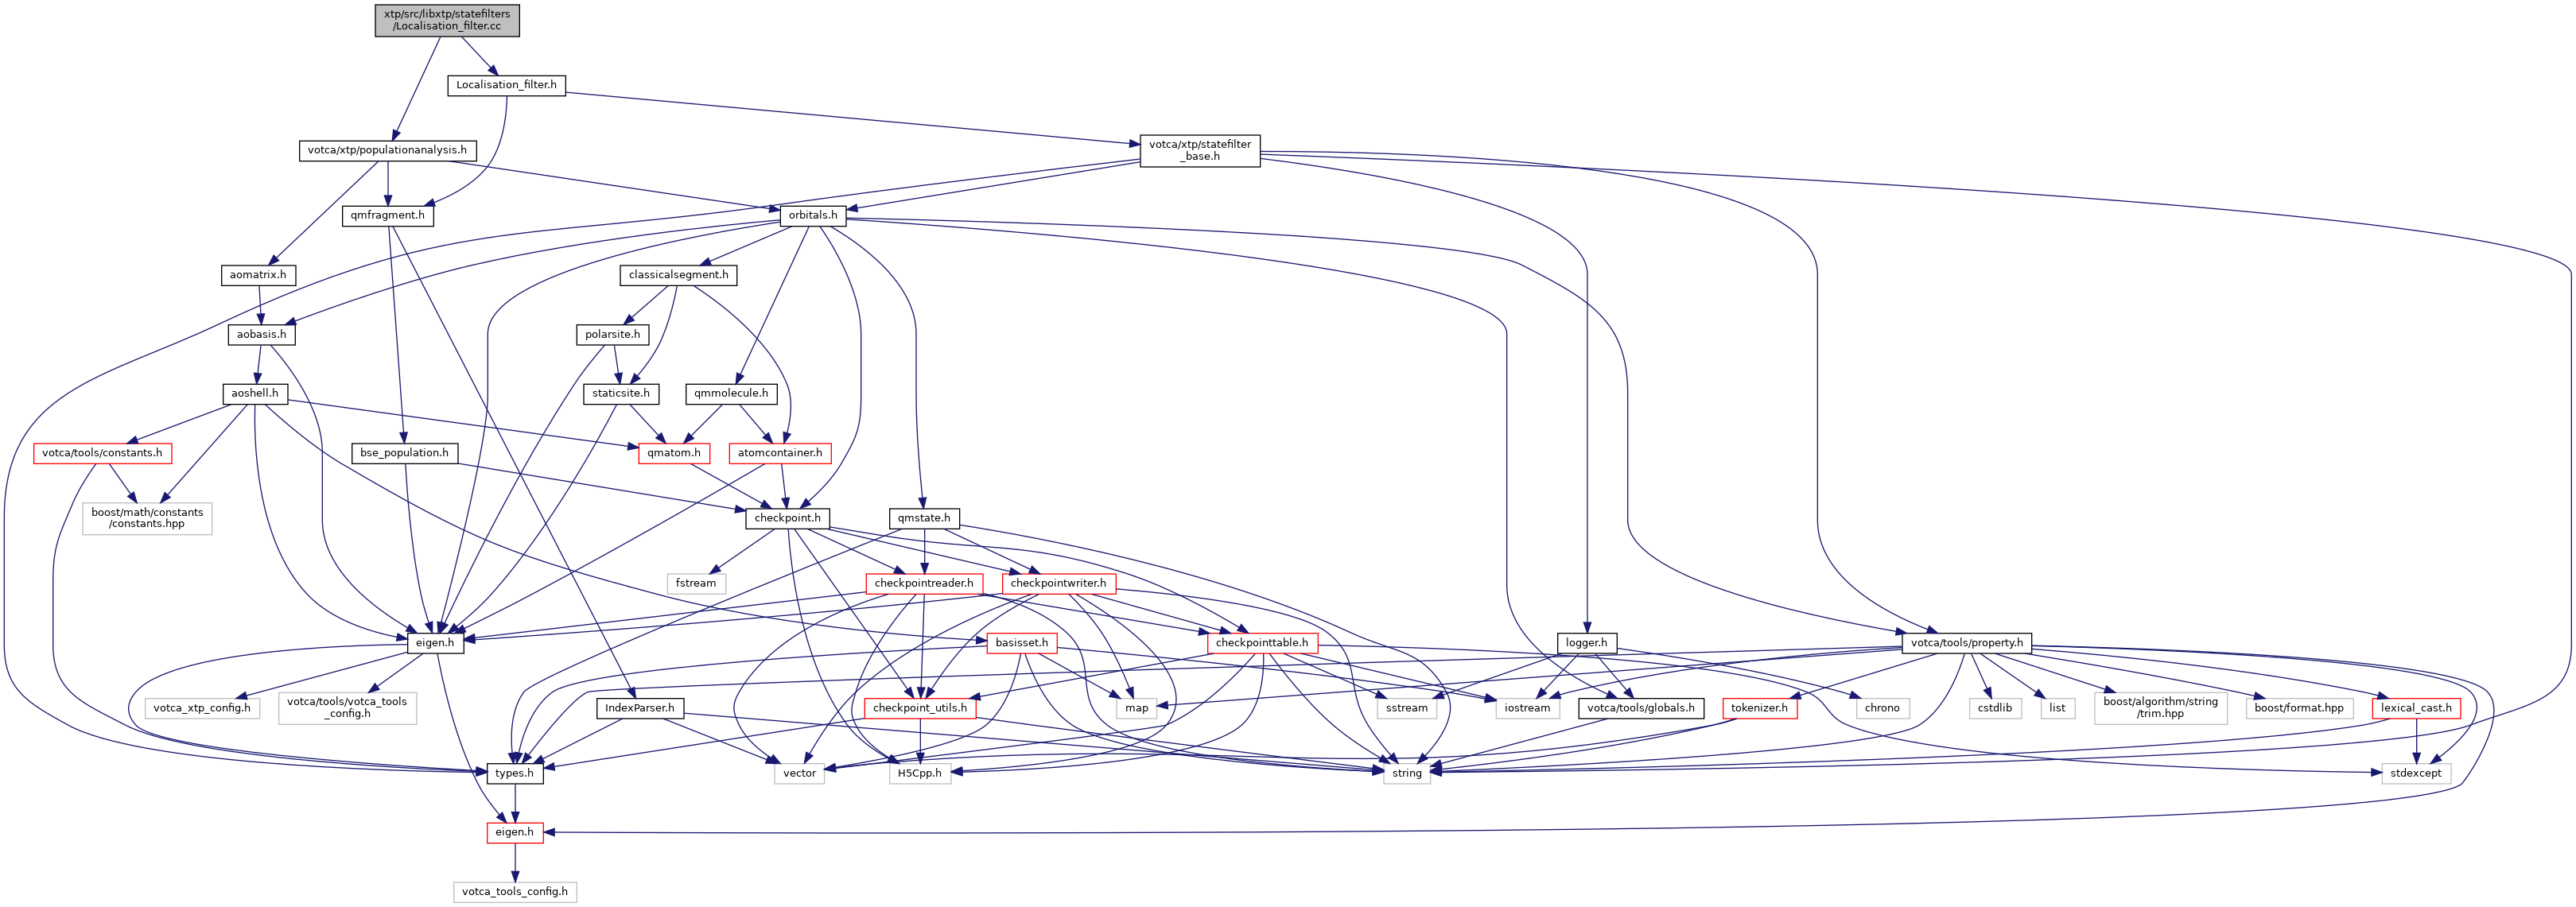 xtp/src/libxtp/statefilters
/Localisation_filter.cc
Localisation_filter.h
votca/xtp/populationanalysis.h
votca/xtp/statefilter
_base.h
qmfragment.h
orbitals.h
aomatrix.h
classicalsegment.h
aobasis.h
polarsite.h
aoshell.h
staticsite.h
qmmolecule.h
votca/tools/constants.h
bse_population.h
qmatom.h
atomcontainer.h
boost/math/constants
/constants.hpp
checkpoint.h
qmstate.h
fstream
checkpointreader.h
checkpointwriter.h
eigen.h
basisset.h
checkpointtable.h
logger.h
votca/tools/property.h
votca_xtp_config.h
votca/tools/votca_tools
_config.h
IndexParser.h
checkpoint_utils.h
map
sstream
iostream
votca/tools/globals.h
tokenizer.h
chrono
cstdlib
list
boost/algorithm/string
/trim.hpp
boost/format.hpp
lexical_cast.h
types.h
vector
H5Cpp.h
string
stdexcept
eigen.h
votca_tools_config.h